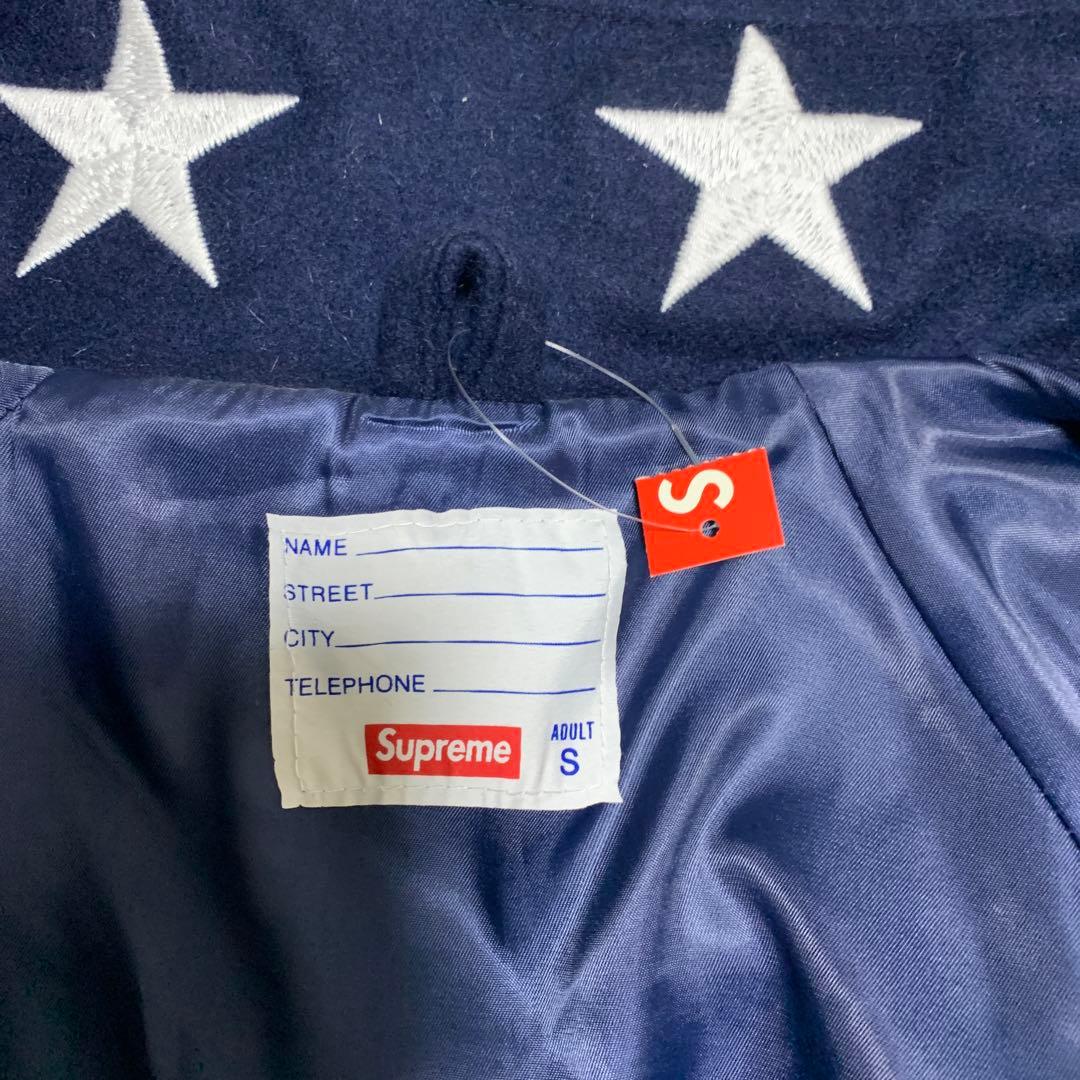 S
NAME
STREET
CITY
TELEPHONE
Supreme
ADULT
S